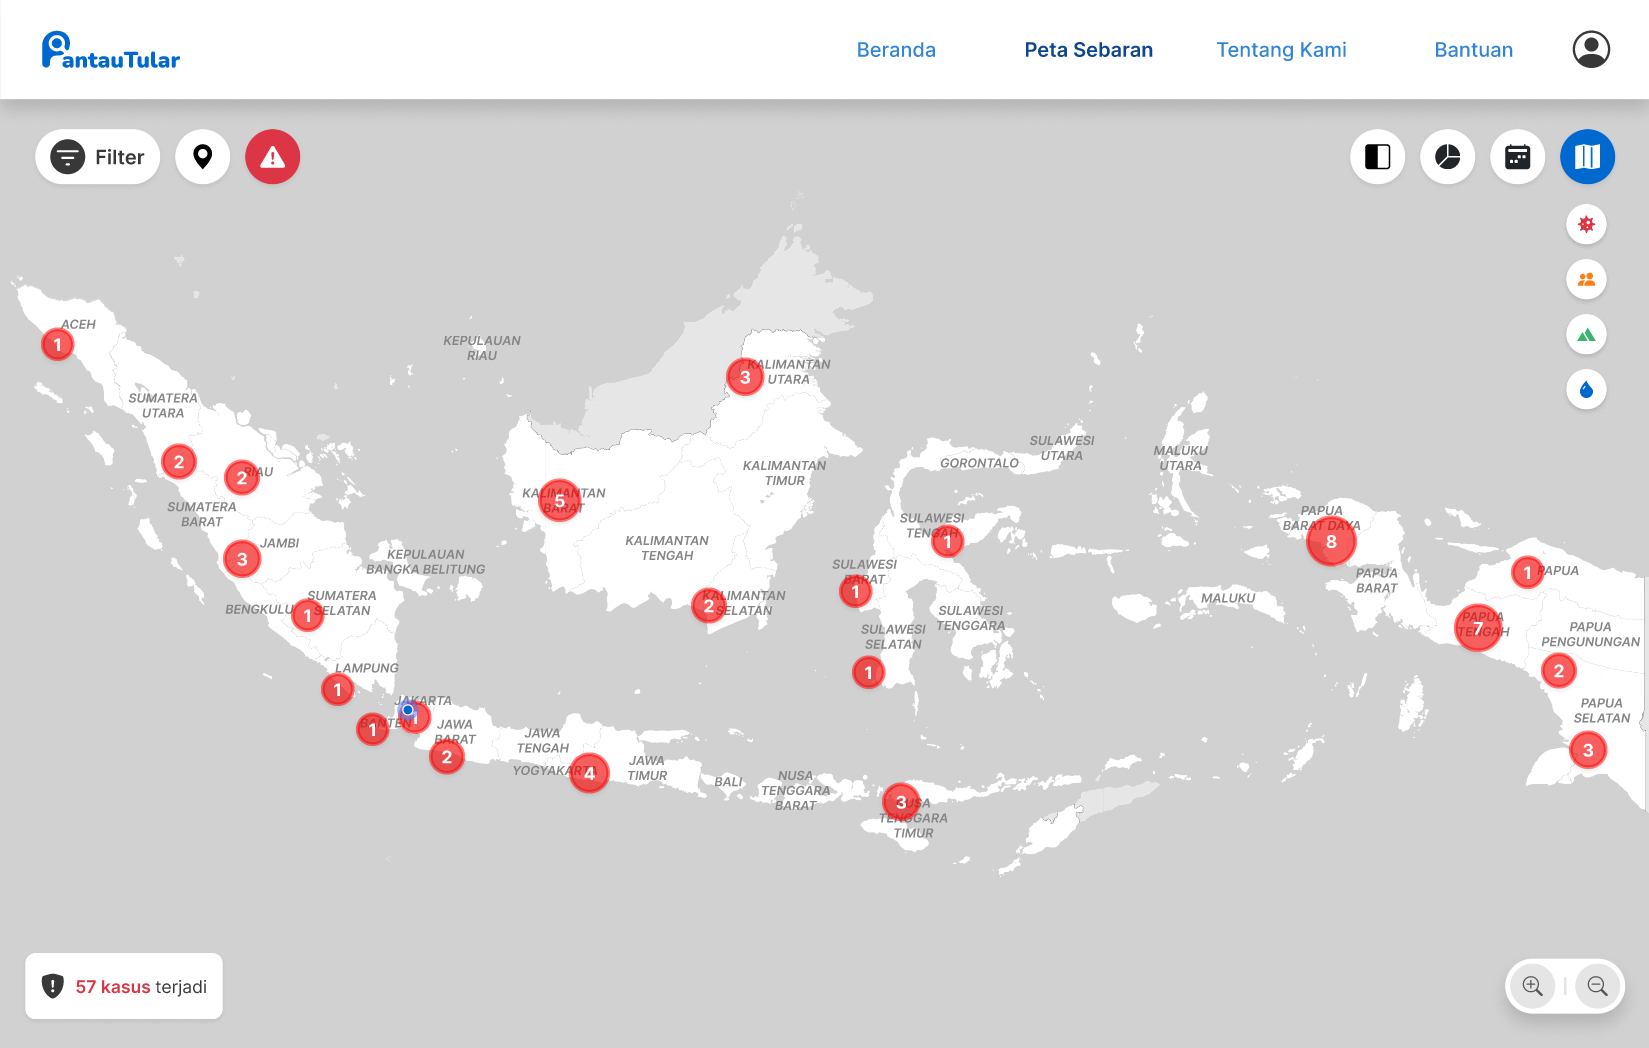 PantauTular
Beranda
Peta Sebaran
Tentang Kami
Bantuan
Filter
ACEH
1
KEPULAUAN
RIAU
3
KALIMANTAN
UTARA
SUMATERA
UTARA
2
2
RIAU
SUMATERA
BARAT
JAMBI
3
KEPULAUAN
BANGKA BELITUNG
BENGKULU
1
SUMATERA
SELATAN
LAMPUNG
1
KALIMANTAN
BARAT
5
KALIMANTAN
TIMUR
KALIMANTAN
TENGAH
2
KALIMANTAN
SELATAN
GORONTALO
SULAWESI
UTARA
SULAWESI
TENGAH
1
SULAWESI
BARAT
1
SULAWESI
TENGGARA
SULAWESI
SELATAN
1
MALUKU
UTARA
MALUKU
PAPUA
BARAT DAYA
8
PAPUA
BARAT
1
PAPUA
PAPUA
TENGAH
7
PAPUA
PENGUNUNGAN
2
PAPUA
SELATAN
3
JAKARTA
1
BANTEN
1
JAWA
BARAT
2
JAWA
TENGAH
YOGYAKARTA
4
JAWA
TIMUR
BALI
NUSA
TENGGARA
BARAT
3
NUSA
TENGGARA
TIMUR
57 kasus terjadi